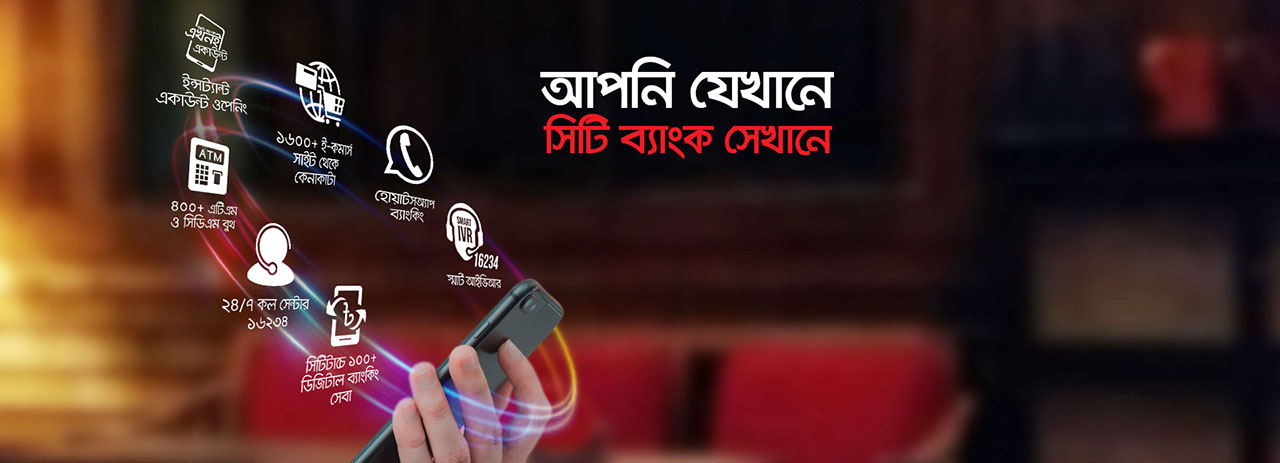 আপনি যেখানে
সিটি ব্যাংক সেখানে
এখনই
একাউন্ট
ইন্সট্যান্ট
একাউন্ট ওপেনিং
১৬০০+ ই-কমার্স
সাইট থেকে
কেনাকাটা
ATM
৪০০+ এটিএম
ও সিডিএম বুথ
হোয়াটসঅ্যাপ
ব্যাংকিং
SMART
IVR
16234
স্মার্ট আইভিআর
২৪/৭ কল সেন্টার
১৬২৩৪
৳
সিটিটাচে ১০০+
ডিজিটাল ব্যাংকিং
সেবা